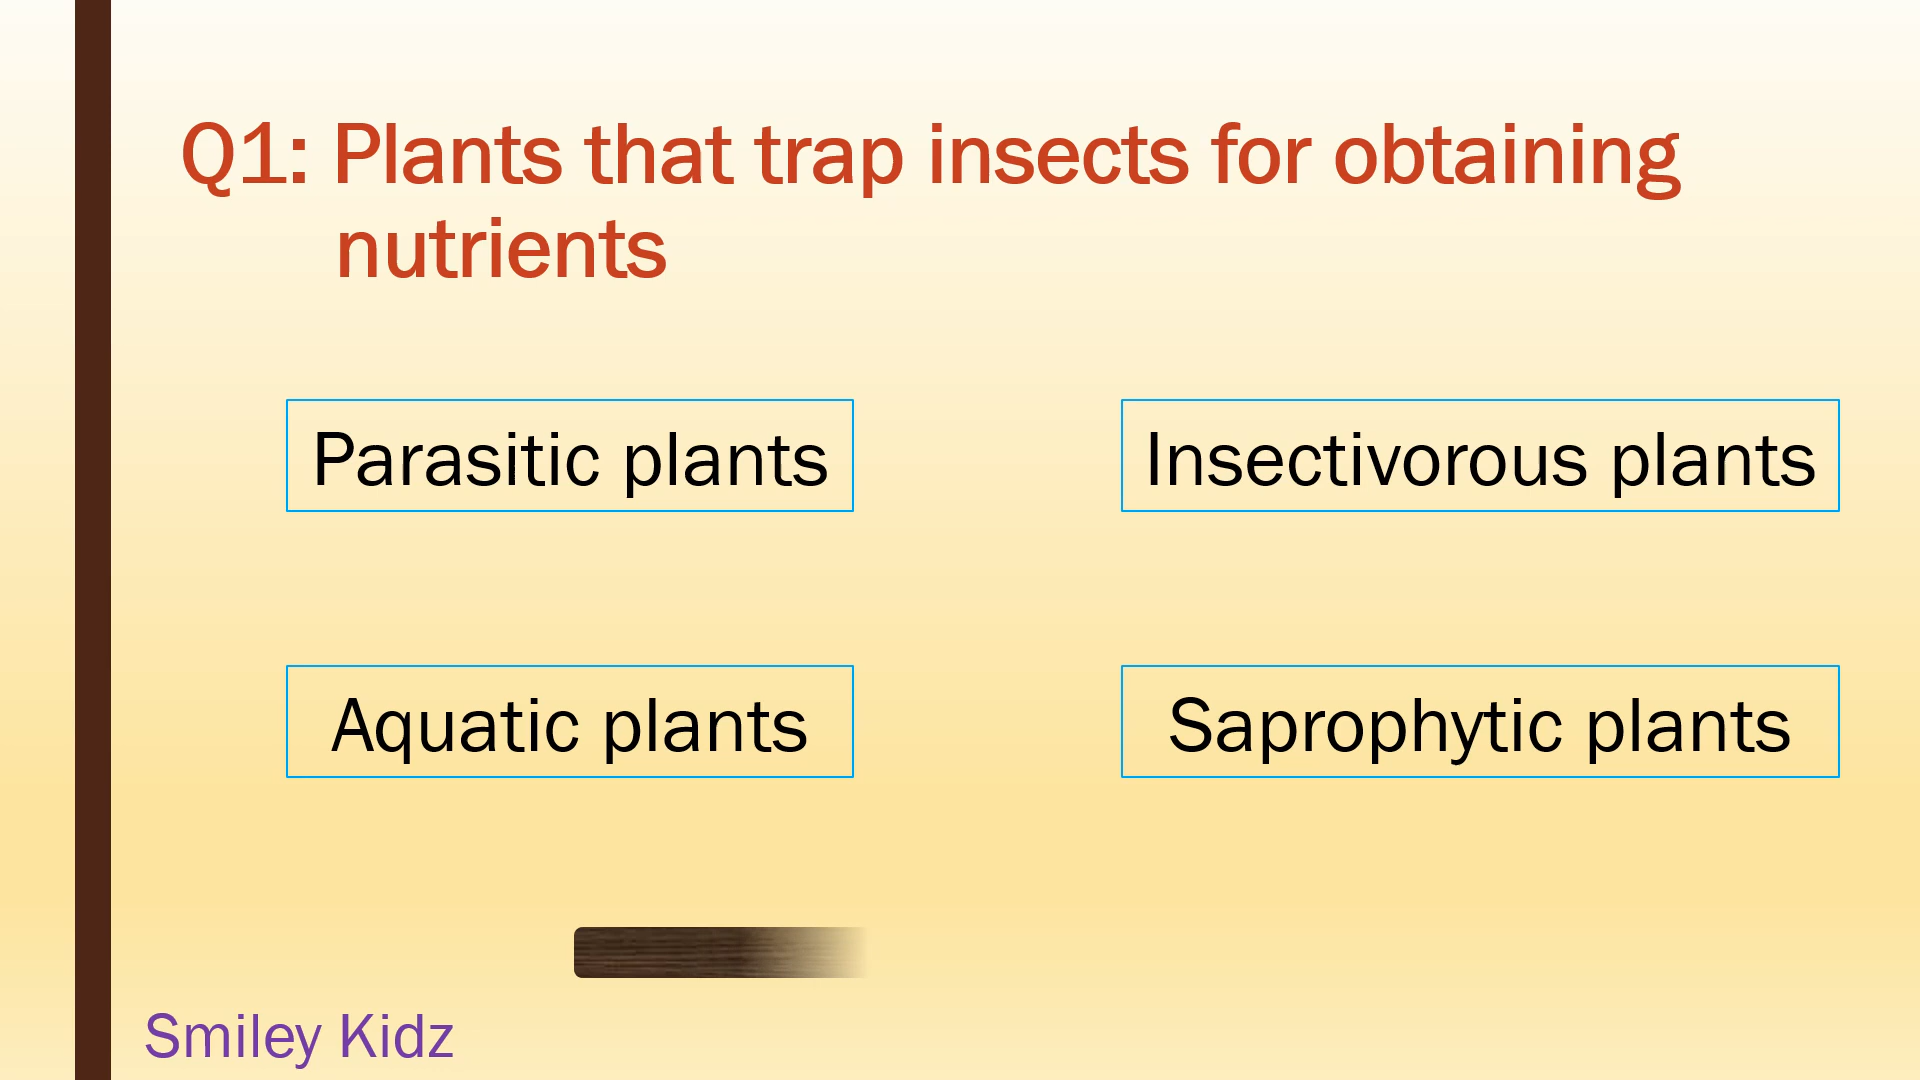 Q1: Plants that trap insects for obtaining
nutrients
Parasitic plants
Insectivorous plants
Aquatic plants
Saprophytic plants
Smiley Kidz